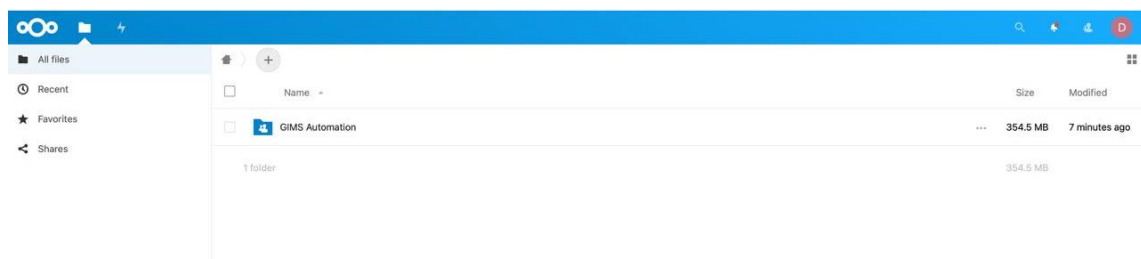 D
All files
+
Recent
Name
Size Modified
Favorites
GIMS Automation ... 354.5 MB 7 minutes ago
Shares
1 folder 354.5 MB